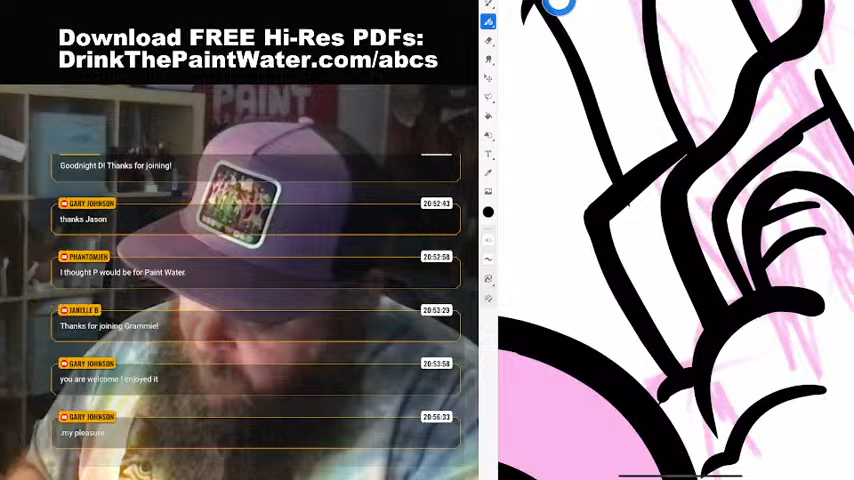 Download FREE Hi-Res PDFs:
DrinkThePaintWater.com/abcs
PAINT
Goodnight D! Thanks for joining!
GARY JOHNSON
20:52:43
thanks Jason
PHANTOMJEN
20:52:58
I thought P would be for Paint Water.
JANELLE B
20:53:29
Thanks for joining Grammie!
GARY JOHNSON
20:53:58
you are welcome I enjoyed it
GARY JOHNSON
20:56:33
my pleasure